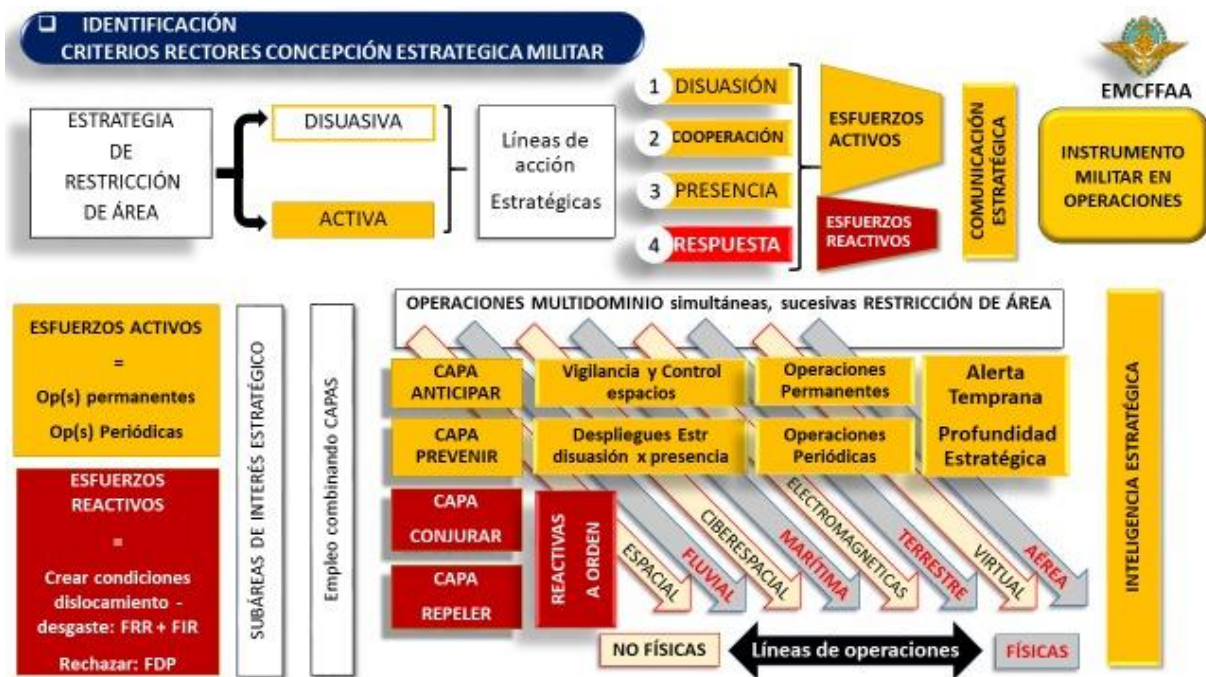 ❑ IDENTIFICACIÓN
CRITERIOS RECTORES CONCEPCIÓN ESTRATEGICA MILITAR
EMCFFAA
ESTRATEGIA
DE
RESTRICCIÓN
DE ÁREA
DISUASIVA
ACTIVA
Líneas de
acción
Estratégicas
1 DISUASIÓN
2 COOPERACIÓN
3 PRESENCIA
4 RESPUESTA
ESFUERZOS
ACTIVOS
ESFUERZOS
REACTIVOS
COMUNICACIÓN
ESTRATÉGICA
INSTRUMENTO
MILITAR EN
OPERACIONES
ESFUERZOS ACTIVOS
=
Op(s) permanentes
Op(s) Periódicas
ESFUERZOS
REACTIVOS
=
Crear condiciones
dislocamiento -
desgaste: FRR + FIR
Rechazar: FDP
SUBÁREAS DE INTERÉS ESTRATÉGICO
Empleo combinando CAPAS
OPERACIONES MULTIDOMINIO simultáneas, sucesivas RESTRICCIÓN DE ÁREA
CAPA
ANTICIPAR
Vigilancia y Control
espacios
Operaciones
Permanentes
CAPA
PREVENIR
Despliegues Estr
disuasión x presencia
Operaciones
Periódicas
Alerta
Temprana
Profundidad
Estratégica
CAPA
CONJURAR
CAPA
REPELER
REACTIVAS
A ORDEN
ESPACIAL
FLUVIAL
CIBERESPACIAL
MARÍTIMA
ELECTROMAGNETICAS
TERRESTRE
VIRTUAL
AÉREA
NO FÍSICAS
Líneas de operaciones
FÍSICAS
INTELIGENCIA ESTRATÉGICA